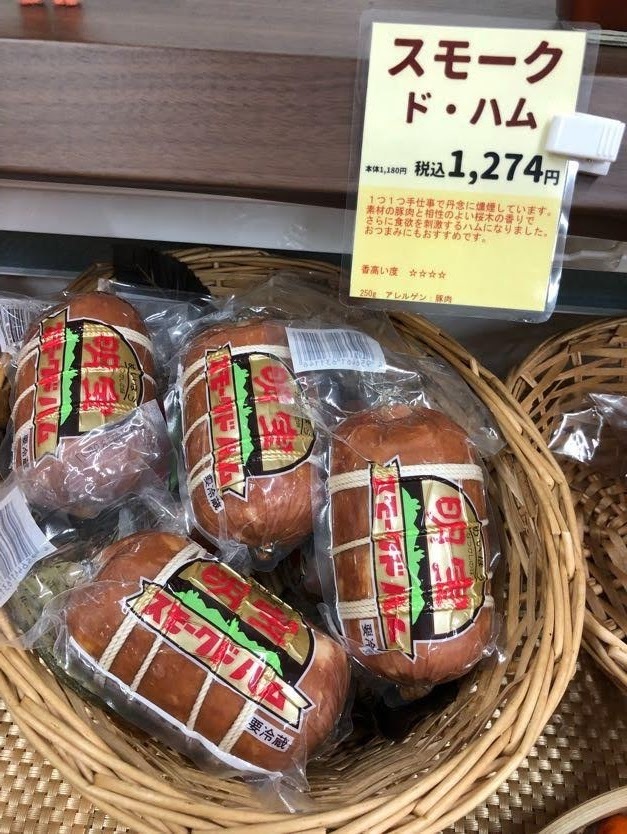 スモーク
ド・ハム
本体1,180円 税込1,274円
1つ1つ手仕事で丹念に燻煙しています。
素材の豚肉と相性のよい桜木の香りで
さらに食欲を刺激するハムになりました。
おつまみにもおすすめです。
香高い度 ☆☆☆☆
250g アレルゲン：豚肉
明宝
スモークドハム
要冷蔵
明宝
スモークドハム
要冷蔵
明宝
スモークドハム
要冷蔵
明宝
スモークドハム
要冷蔵